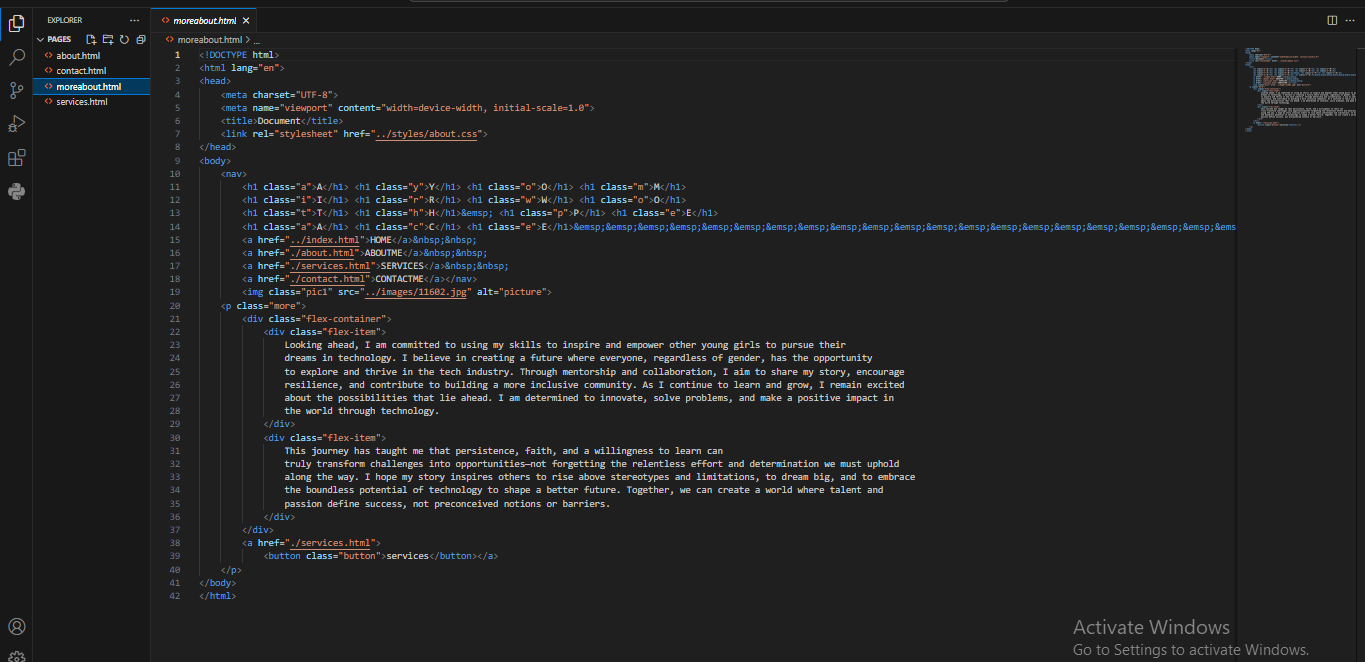 EXPLORER
PAGES
about.html
contact.html
moreabout.html
services.html
moreabout.html
moreabout.html > ...
1 <!DOCTYPE html>
2 <html lang="en">
3 <head>
4 <meta charset="UTF-8">
5 <meta name="viewport" content="width=device-width, initial-scale=1.0">
6 <title>Document</title>
7 <link rel="stylesheet" href="../styles/about.css">
8 </head>
9 <body>
10 <nav>
11 <h1 class="a">A</h1> <h1 class="y">Y</h1> <h1 class="o">O</h1> <h1 class="m">M</h1>
12 <h1 class="i">I</h1> <h1 class="r">R</h1> <h1 class="w">W</h1> <h1 class="o">O</h1>
13 <h1 class="t">T</h1> <h1 class="h">H</h1>&emsp; <h1 class="p">P</h1> <h1 class="e">E</h1>
14 <h1 class="a">A</h1> <h1 class="c">C</h1> <h1 class="e">E</h1>&emsp;&emsp;&emsp;&emsp;&emsp;&emsp;&emsp;&emsp;&emsp;&emsp;&emsp;&emsp;&emsp;&emsp;&emsp;&emsp;&emsp;&emsp;&emsp;&emsp;&ems
15 <a href="../index.html">HOME</a>&nbsp;&nbsp;
16 <a href="./about.html">ABOUTME</a>&nbsp;&nbsp;
17 <a href="./services.html">SERVICES</a>&nbsp;&nbsp;
18 <a href="./contact.html">CONTACTME</a></nav>
19 <img class="pic1" src="../images/11602.jpg" alt="picture">
20 <p class="more">
21 <div class="flex-container">
22 <div class="flex-item">
23 Looking ahead, I am committed to using my skills to inspire and empower other young girls to pursue their
24 dreams in technology. I believe in creating a future where everyone, regardless of gender, has the opportunity
25 to explore and thrive in the tech industry. Through mentorship and collaboration, I aim to share my story, encourage
26 resilience, and contribute to building a more inclusive community. As I continue to learn and grow, I remain excited
27 about the possibilities that lie ahead. I am determined to innovate, solve problems, and make a positive impact in
28 the world through technology.
29 </div>
30 <div class="flex-item">
31 This journey has taught me that persistence, faith, and a willingness to learn can
32 truly transform challenges into opportunities—not forgetting the relentless effort and determination we must uphold
33 along the way. I hope my story inspires others to rise above stereotypes and limitations, to dream big, and to embrace
34 the boundless potential of technology to shape a better future. Together, we can create a world where talent and
35 passion define success, not preconceived notions or barriers.
36 </div>
37 </div>
38 <a href="./services.html">
39 <button class="button">services</button></a>
40 </p>
41 </body>
42 </html>
Activate Windows
Go to Settings to activate Windows.